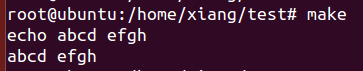 root@ubuntu:/home/xiang/test# make
echo abcd efgh
abcd efgh